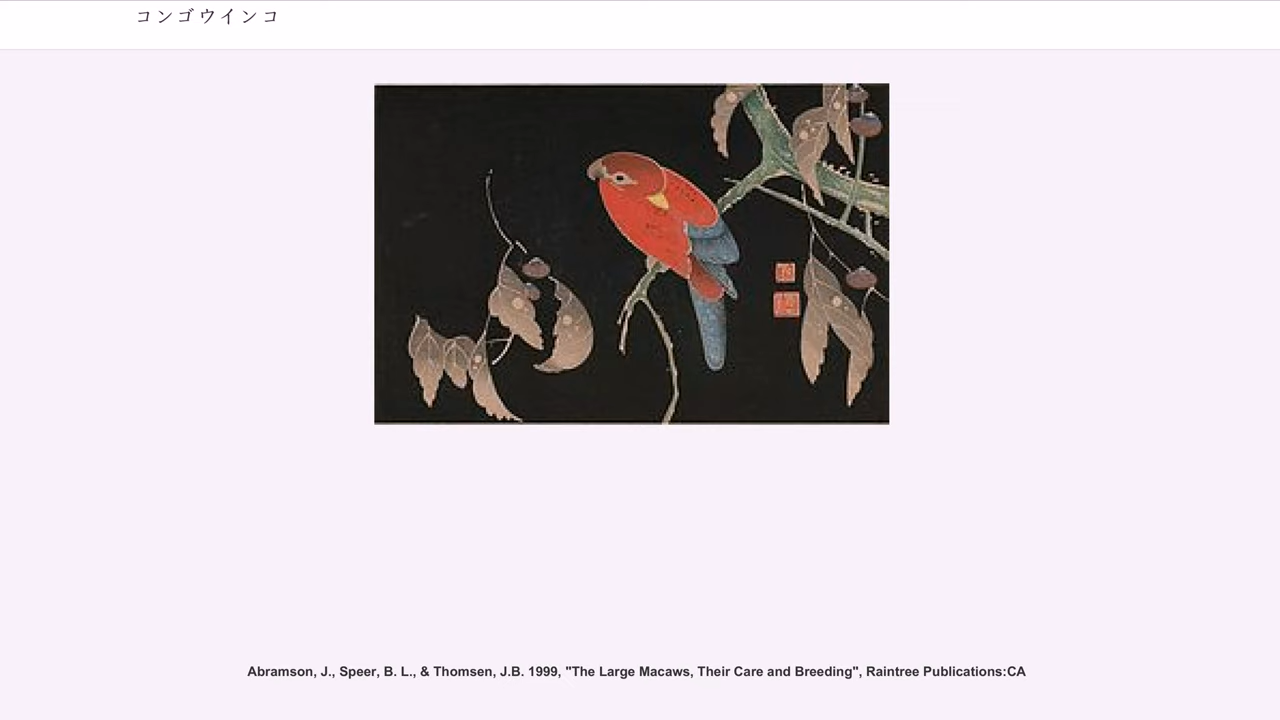 コンゴウインコ
Abramson, J., Speer, B. L., & Thomsen, J.B. 1999, "The Large Macaws, Their Care and Breeding", Raintree Publications:CA